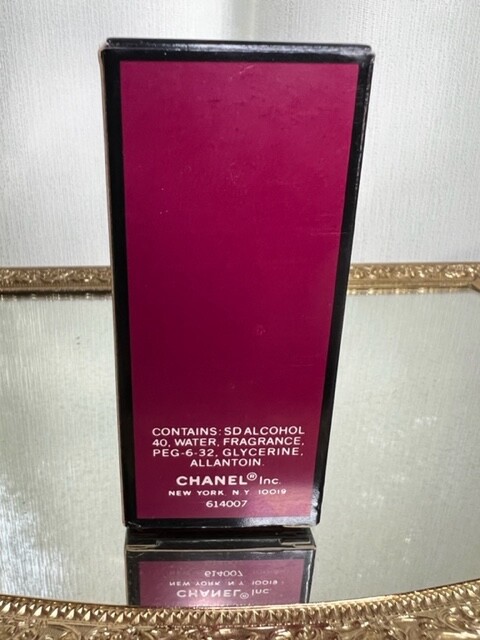 CONTAINS: SD ALCOHOL
40, WATER, FRAGRANCE,
PEG-6-32, GLYCERINE,
ALLANTOIN.
CHANEL® Inc.
NEW YORK N.Y. 10019
614007